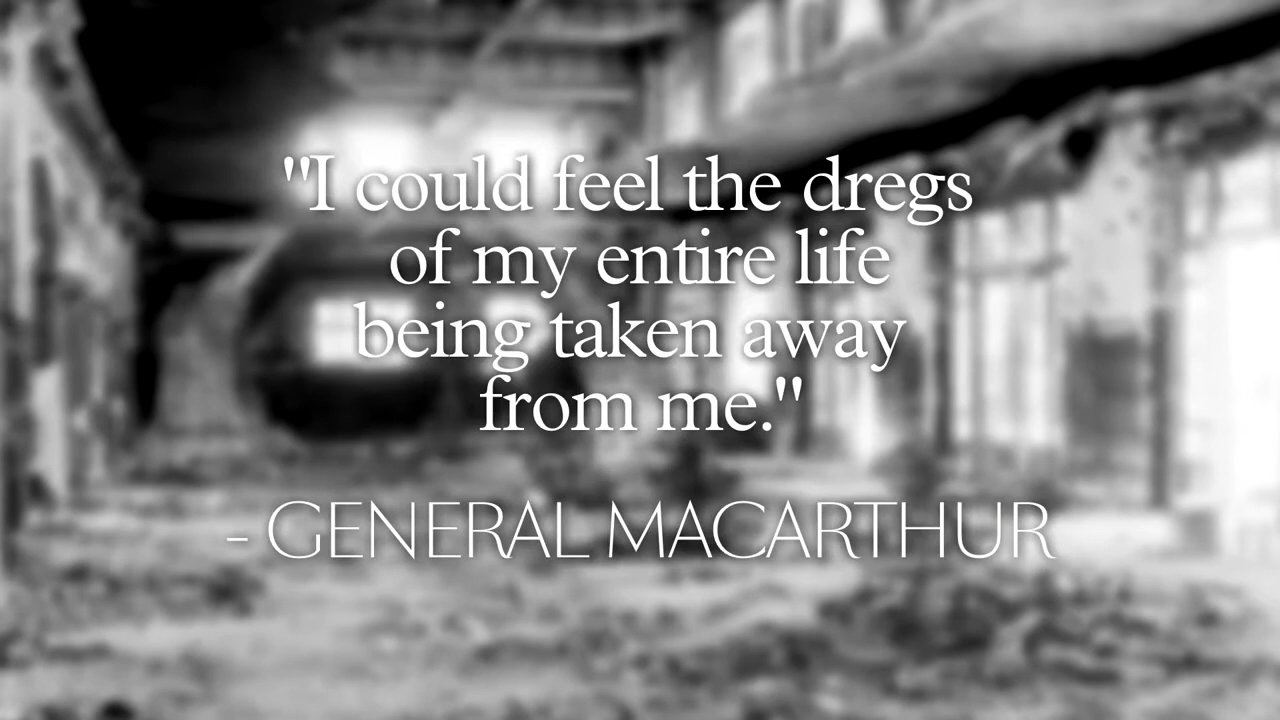 "I could feel the dregs
of my entire life
being taken away
from me."
- GENERAL MACARTHUR